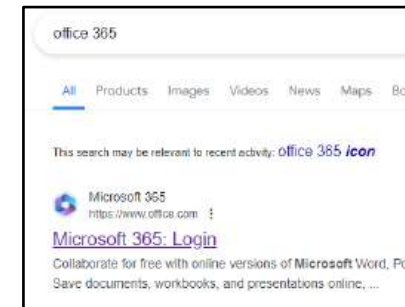 office 365
All Products Images Videos News Maps Bo
This search may be relevant to recent activity: office 365 icon
Microsoft 365
https://www.office.com
Microsoft 365: Login
Collaborate for free with online versions of Microsoft Word, Po
Save documents, workbooks, and presentations online, ...